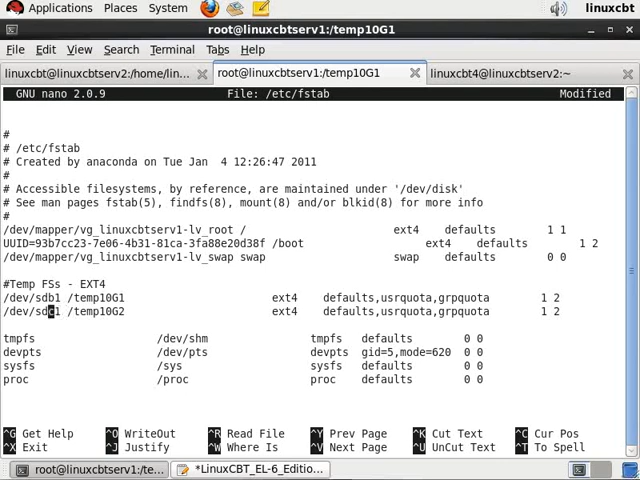 Applications Places System linuxcbt
root@linuxcbtserv1:/temp10G1
File Edit View Search Terminal Tabs Help
linuxcbt@linuxcbtserv2:/home/lin... root@linuxcbtserv1:/temp10G1 linuxcbt4@linuxcbtserv2:~
GNU nano 2.0.9 File: /etc/fstab Modified
#
# /etc/fstab
# Created by anaconda on Tue Jan 4 12:26:47 2011
#
# Accessible filesystems, by reference, are maintained under '/dev/disk'
# See man pages fstab(5), findfs(8), mount(8) and/or blkid(8) for more info
#
/dev/mapper/vg_linuxcbtserv1-lv_root / ext4 defaults 1 1
UUID=93b7cc23-7e06-4b31-81ca-3fa88e20d38f /boot ext4 defaults 1 2
/dev/mapper/vg_linuxcbtserv1-lv_swap swap swap defaults 0 0
#Temp FSs - EXT4
/dev/sdb1 /temp10G1 ext4 defaults,usrquota,grpquota 1 2
/dev/sdc1 /temp10G2 ext4 defaults,usrquota,grpquota 1 2
tmpfs /dev/shm tmpfs defaults 0 0
devpts /dev/pts devpts gid=5,mode=620 0 0
sysfs /sys sysfs defaults 0 0
proc /proc proc defaults 0 0
^G Get Help ^O WriteOut ^R Read File ^Y Prev Page ^K Cut Text ^C Cur Pos
^X Exit ^J Justify ^W Where Is ^V Next Page ^U UnCut Text ^T To Spell
root@linuxcbtserv1:/te... *LinuxCBT_EL-6_Editio...